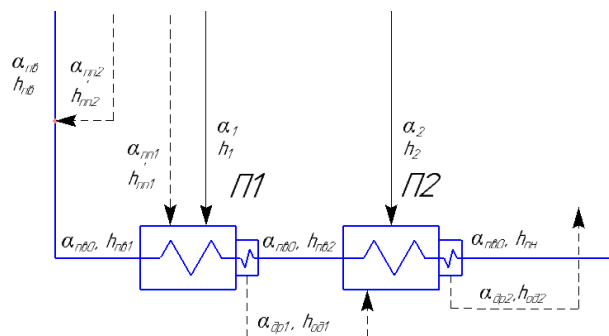 α_пв
h_пв
α_пп2
h_пп2
α_пп1
h_пп1
α_1
h_1
П1
α_2
h_2
П2
α_пв0, h_пв1
α_пв0, h_пв2
α_пв0, h_пн
α_др1, h_од1
α_др2, h_од2